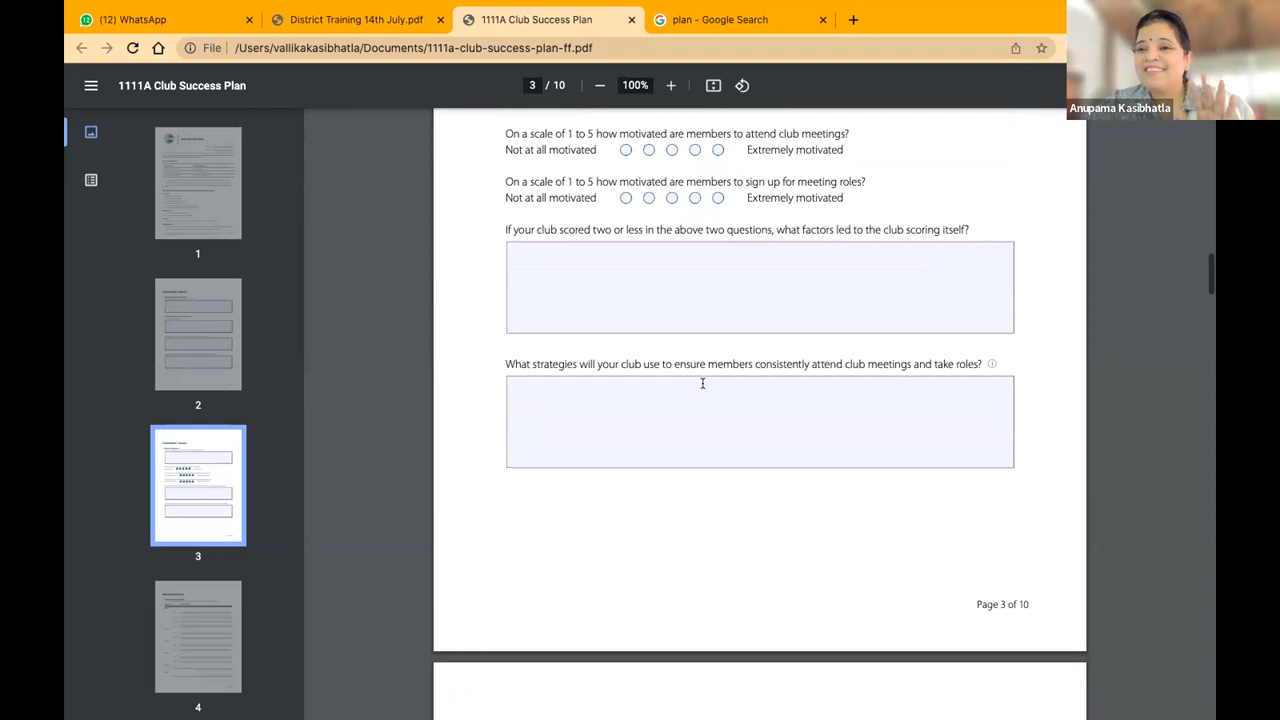 (12) WhatsApp
District Training 14th July.pdf
1111A Club Success Plan
plan - Google Search
File /Users/vallikakasibhatla/Documents/1111a-club-success-plan-ff.pdf
Anupama Kasibhatla
1111A Club Success Plan
3 / 10
100%
On a scale of 1 to 5 how motivated are members to attend club meetings?
Not at all motivated Extremely motivated
On a scale of 1 to 5 how motivated are members to sign up for meeting roles?
Not at all motivated Extremely motivated
If your club scored two or less in the above two questions, what factors led to the club scoring itself?
What strategies will your club use to ensure members consistently attend club meetings and take roles?
Page 3 of 10
1
2
3
4